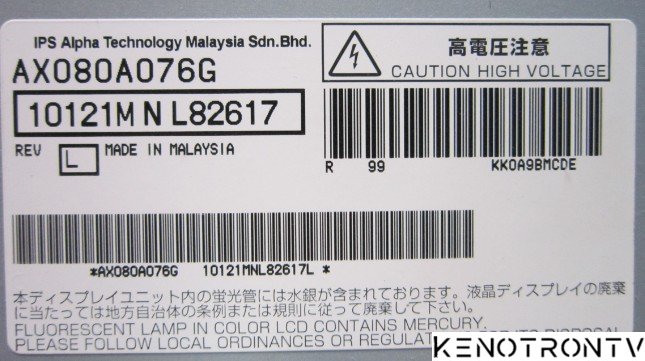 IPS Alpha Technology Malaysia Sdn.Bhd.
AX080A076G
10121M N L82617
REV L MADE IN MALAYSIA
高電圧注意
CAUTION HIGH VOLTAGE
R 99 KK0A9BMCDE
*AX080A076G 10121MNL82617L *
本ディスプレイユニット内の蛍光管には水銀が含まれております。液晶ディスプレイの廃棄
に当たっては地方自治体の条例または規則に従って廃棄して下さい。
FLUORESCENT LAMP IN COLOR LCD CONTAINS MERCURY.
PLEASE FOLLOW LOCAL ORDINANCES OR REGULATIONS FOR ITS DISPOSAL
KENOTRONTV